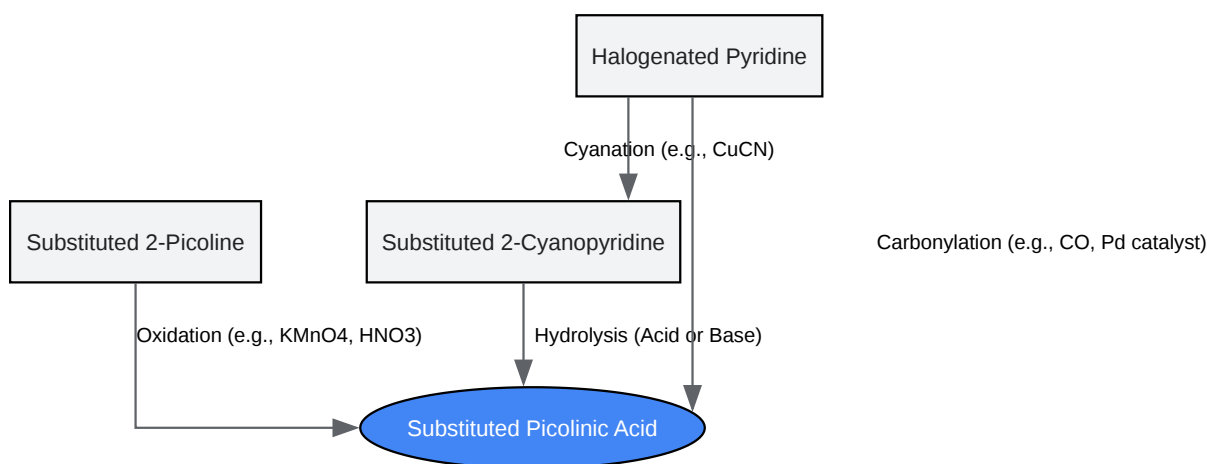 Halogenated Pyridine
Cyanation (e.g., CuCN)
Substituted 2-Picoline
Substituted 2-Cyanopyridine
Carbonylation (e.g., CO, Pd catalyst)
Oxidation (e.g., KMnO4, HNO3)
Hydrolysis (Acid or Base)
Substituted Picolinic Acid